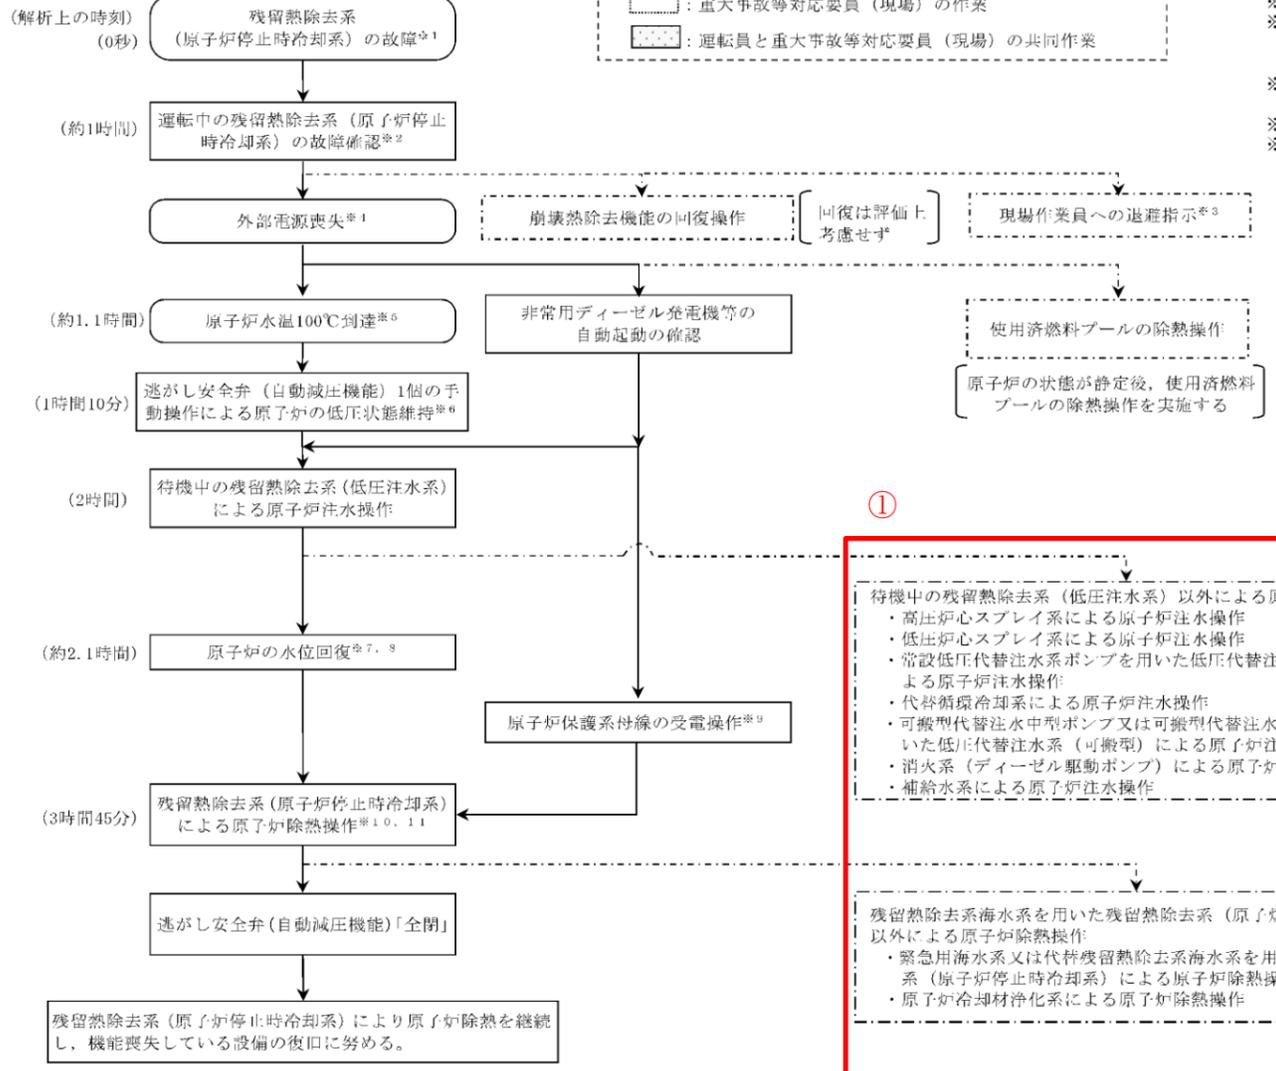 (解析上の時刻)
(0秒)
残留熱除去系
(原子炉停止時冷却系)の故障※1
:重大事故等対応要員(現場)の作業
:運転員と重大事故等対応要員(現場)の共同作業
※
※
※
※
※
(約1時間)
運転中の残留熱除去系(原子炉停止
時冷却系)の故障確認※2
外部電源喪失※4
崩壊熱除去機能の回復操作
回復は評価上
考慮せず
現場作業員への退避指示※3
(約1.1時間)
原子炉水温100℃到達※5
非常用ディーゼル発電機等の
自動起動の確認
使用済燃料プールの除熱操作
原子炉の状態が静定後,使用済燃料
プールの除熱操作を実施する
(1時間10分)
逃がし安全弁(自動減圧機能)1個の手
動操作による原子炉の低圧状態維持※6
(2時間)
待機中の残留熱除去系(低圧注水系)
による原子炉注水操作
①
待機中の残留熱除去系(低圧注水系)以外による原
・高圧炉心スプレイ系による原子炉注水操作
・低圧炉心スプレイ系による原子炉注水操作
・常設低圧代替注水系ポンプを用いた低圧代替注
よる原子炉注水操作
・代替循環冷却系による原子炉注水操作
・可搬型代替注水中型ポンプ又は可搬型代替注水
いた低圧代替注水系(可搬型)による原子炉注
・消火系(ディーゼル駆動ポンプ)による原子炉
・補給水系による原子炉注水操作
(約2.1時間)
原子炉の水位回復※7,8
原子炉保護系母線の受電操作※9
(3時間45分)
残留熱除去系(原子炉停止時冷却系)
による原子炉除熱操作※10,11
逃がし安全弁(自動減圧機能)「全閉」
残留熱除去系海水系を用いた残留熱除去系(原子炉
以外による原子炉除熱操作
・緊急用海水系又は代替残留熱除去系海水系を用
系(原子炉停止時冷却系)による原子炉除熱操
・原子炉冷却材浄化系による原子炉除熱操作
残留熱除去系(原子炉停止時冷却系)により原子炉除熱を継続
し,機能喪失している設備の復旧に努める。